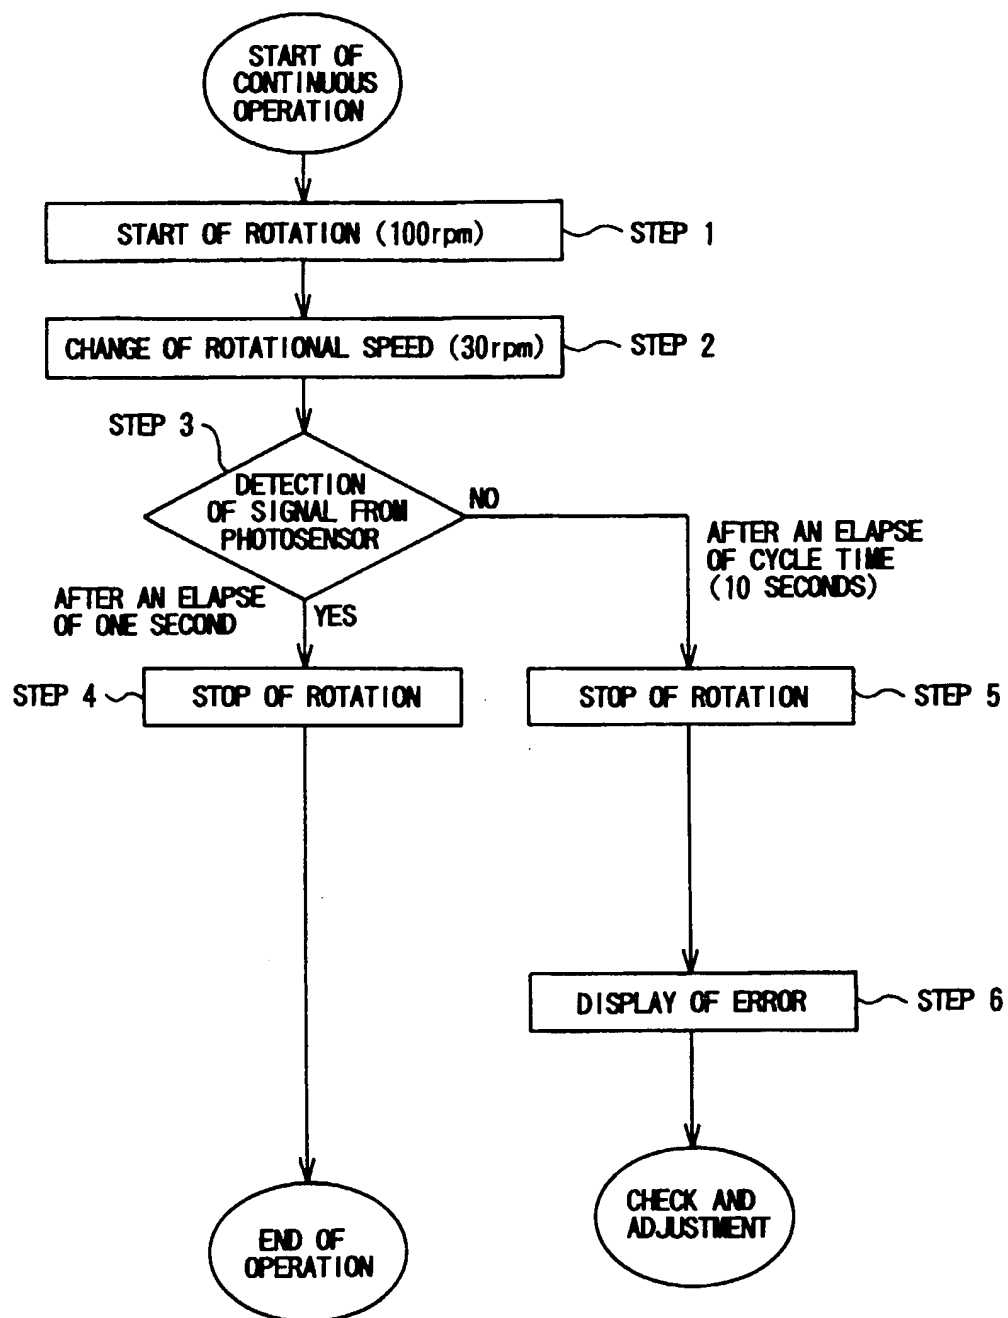 START OF
CONTINUOUS
OPERATION
START OF ROTATION (100rpm)
STEP 1
CHANGE OF ROTATIONAL SPEED (30rpm)
STEP 2
STEP 3
DETECTION
OF SIGNAL FROM
PHOTOSENSOR
NO
AFTER AN ELAPSE
OF CYCLE TIME
(10 SECONDS)
AFTER AN ELAPSE
OF ONE SECOND
YES
STEP 4
STOP OF ROTATION
STOP OF ROTATION
STEP 5
DISPLAY OF ERROR
STEP 6
CHECK AND
ADJUSTMENT
END OF
OPERATION